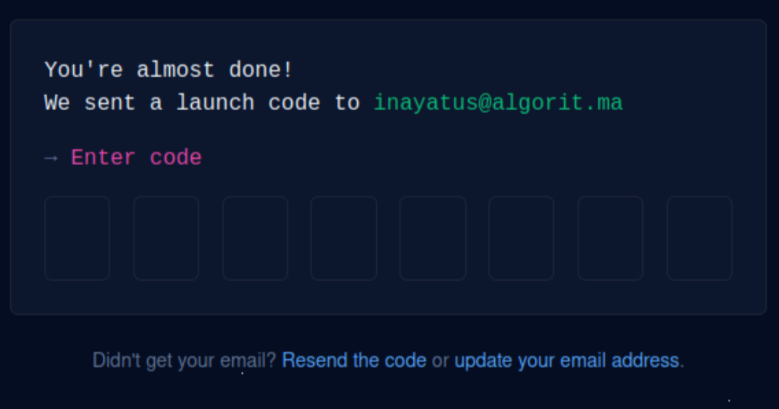 You're almost done!
We sent a launch code to inayatus@algorit.ma
→ Enter code
Didn't get your email? Resend the code or update your email address.